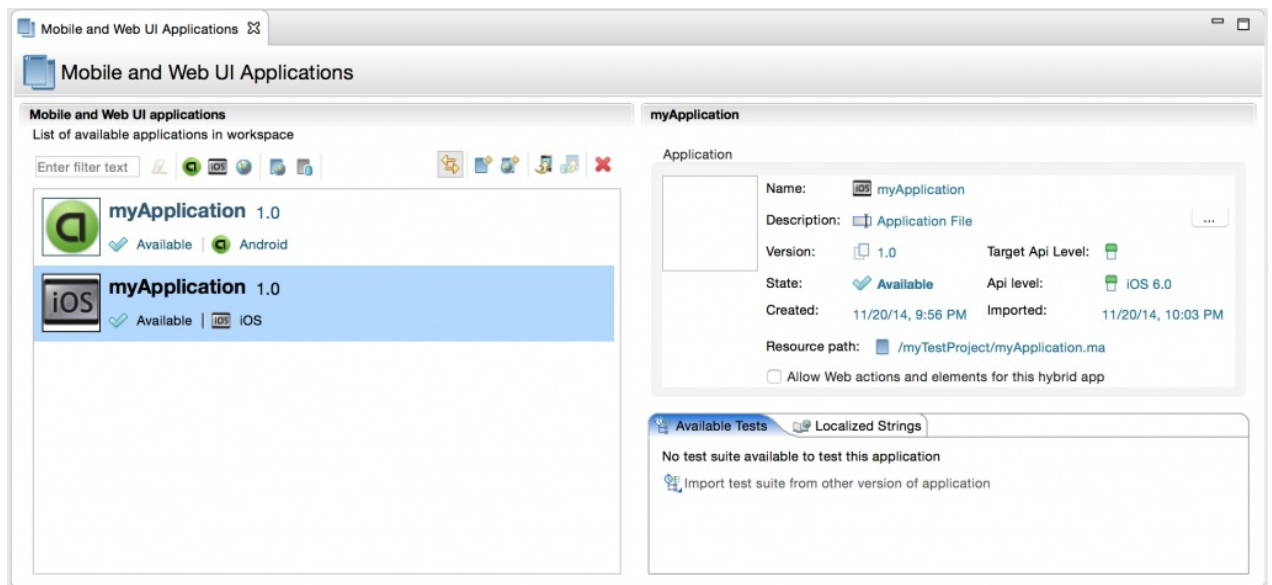 Mobile and Web UI Applications
Mobile and Web UI Applications
Mobile and Web UI applications
List of available applications in workspace
Enter filter text
iOS
myApplication 1.0
Available | Android
iOS
myApplication 1.0
Available | iOS iOS
myApplication
Application
Name: iOS myApplication
Description: Application File ...
Version: 1.0 Target Api Level:
State: Available Api level: iOS 6.0
Created: 11/20/14, 9:56 PM Imported: 11/20/14, 10:03 PM
Resource path: /myTestProject/myApplication.ma
Allow Web actions and elements for this hybrid app
Available Tests Localized Strings
No test suite available to test this application
Import test suite from other version of application